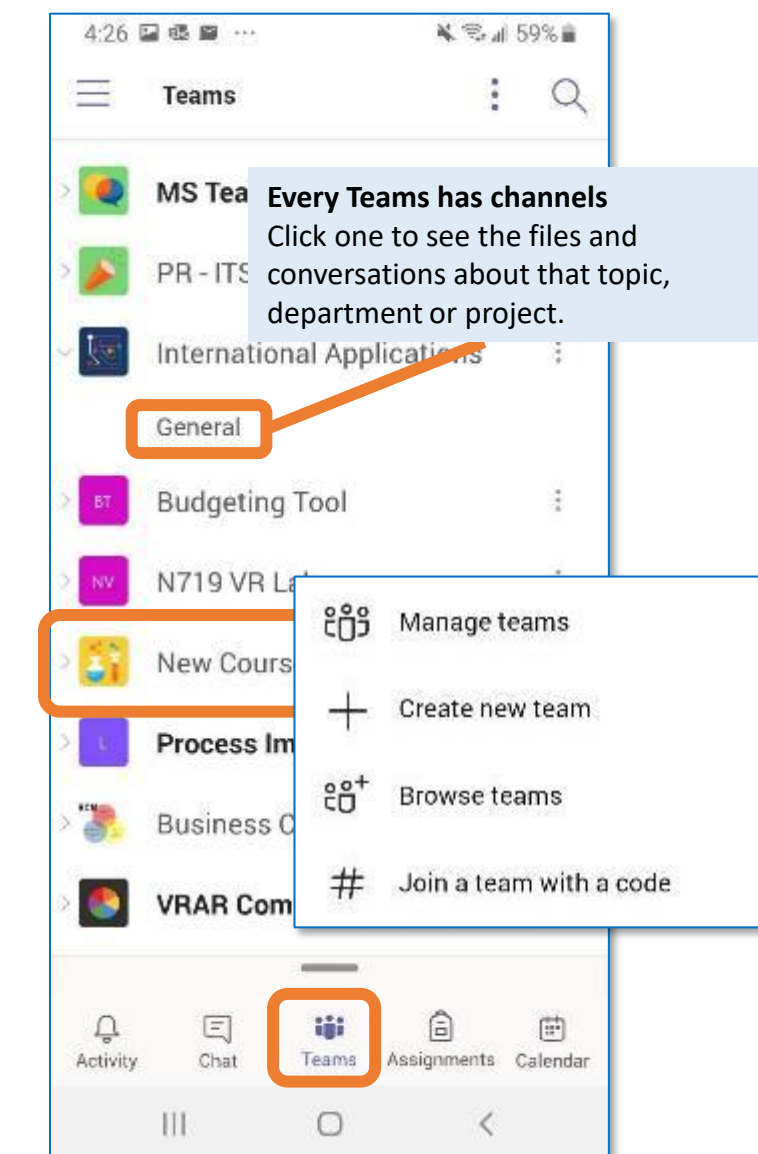 4:26 ... 59%
Teams
MS Tea
Every Teams has channels
Click one to see the files and
conversations about that topic,
department or project.
PR - ITS
International Applications
General
BT Budgeting Tool
NV N719 VR La
New Cours
L Process Im
Business C
VRAR Com
Manage teams
Create new team
Browse teams
# Join a team with a code
Activity Chat Teams Assignments Calendar